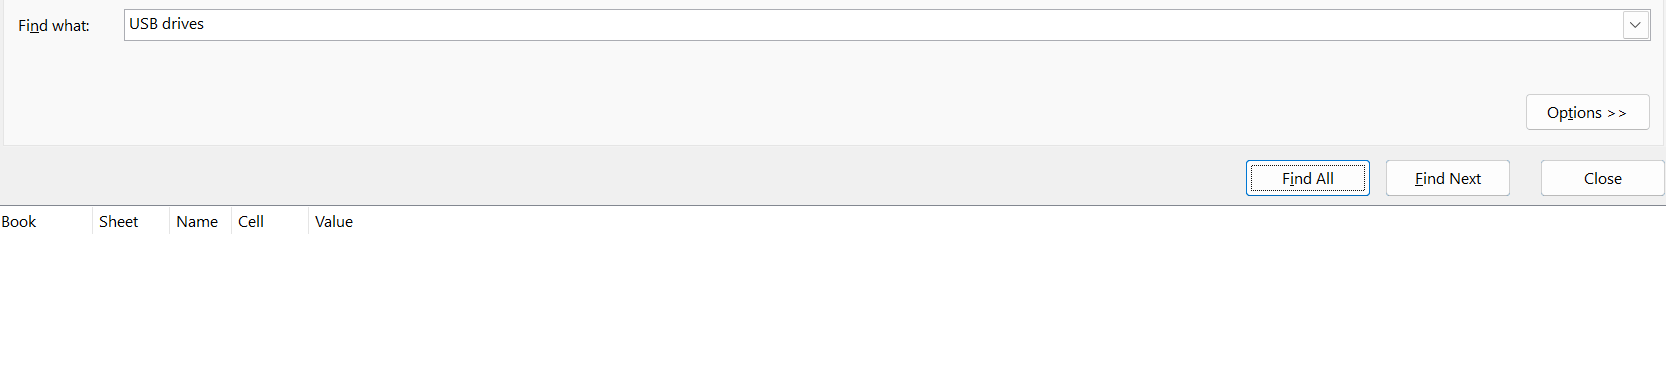 Find what: USB drives
Options >>
Find All Find Next Close
Book Sheet Name Cell Value